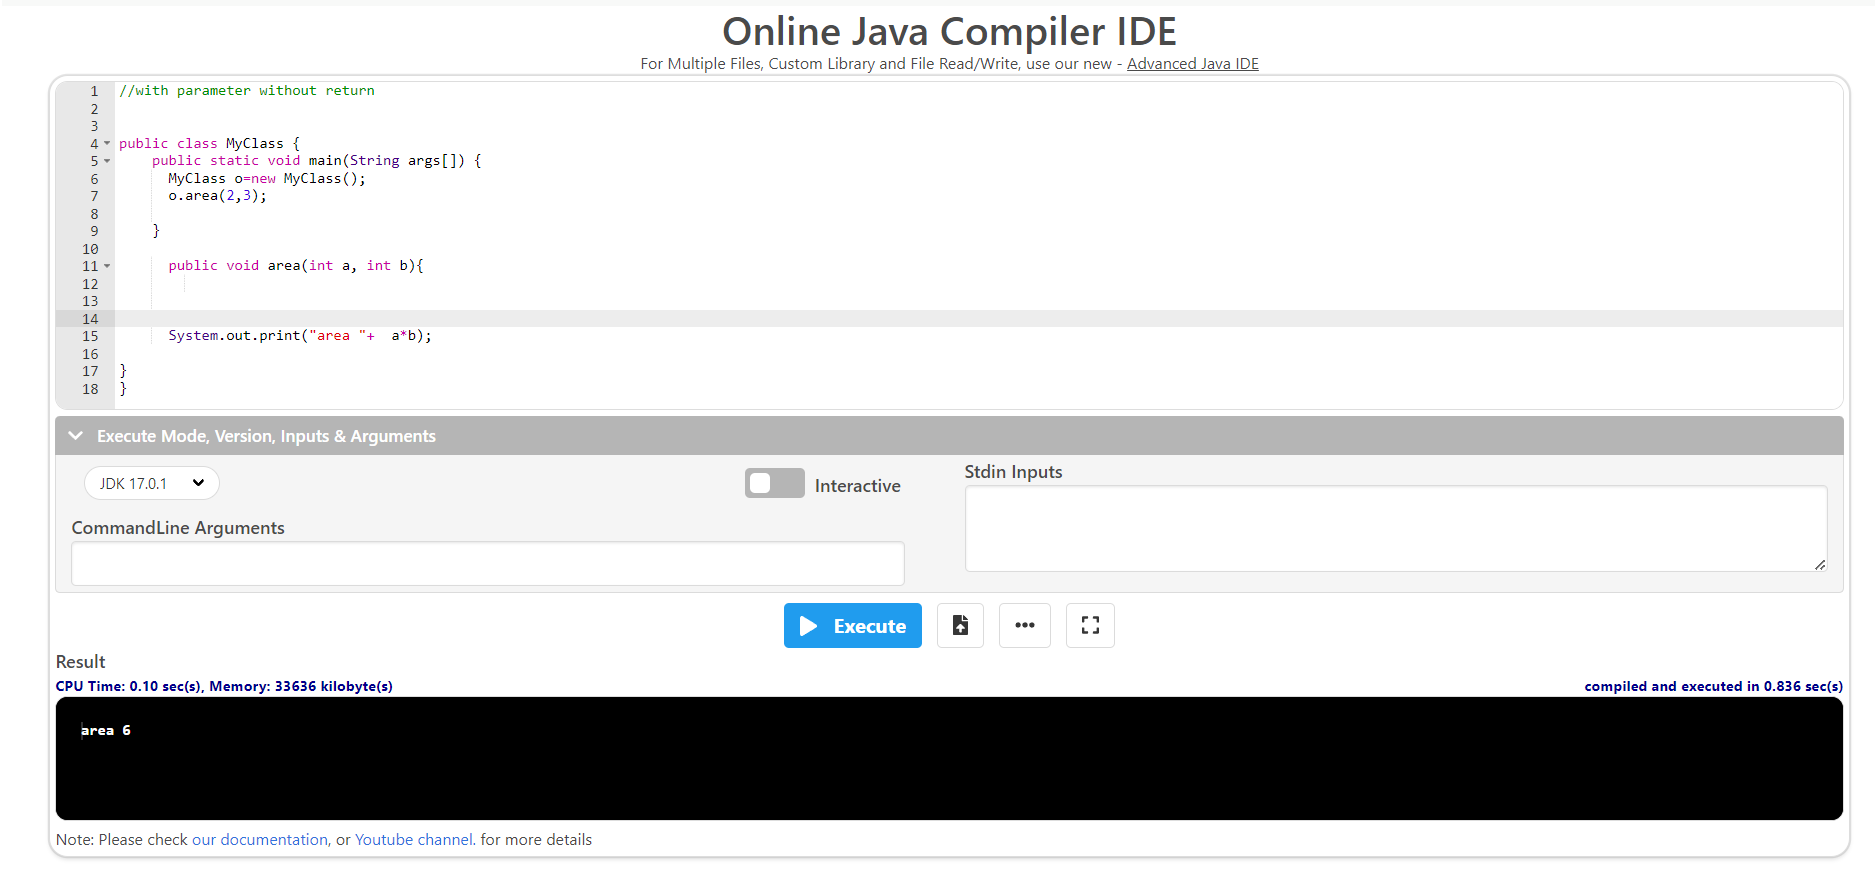 Online Java Compiler IDE
For Multiple Files, Custom Library and File Read/Write, use our new - Advanced Java IDE
1 //with parameter without return
2
3
4 public class MyClass {
5     public static void main(String args[]) {
6       MyClass o=new MyClass();
7       o.area(2,3);
8
9     }
10
11       public void area(int a, int b){
12
13
14
15       System.out.print("area "+  a*b);
16
17 }
18 }
Execute Mode, Version, Inputs & Arguments
JDK 17.0.1
Interactive
Stdin Inputs
CommandLine Arguments
Execute
Result
CPU Time: 0.10 sec(s), Memory: 33636 kilobyte(s)
compiled and executed in 0.836 sec(s)
area 6
Note: Please check our documentation, or Youtube channel. for more details